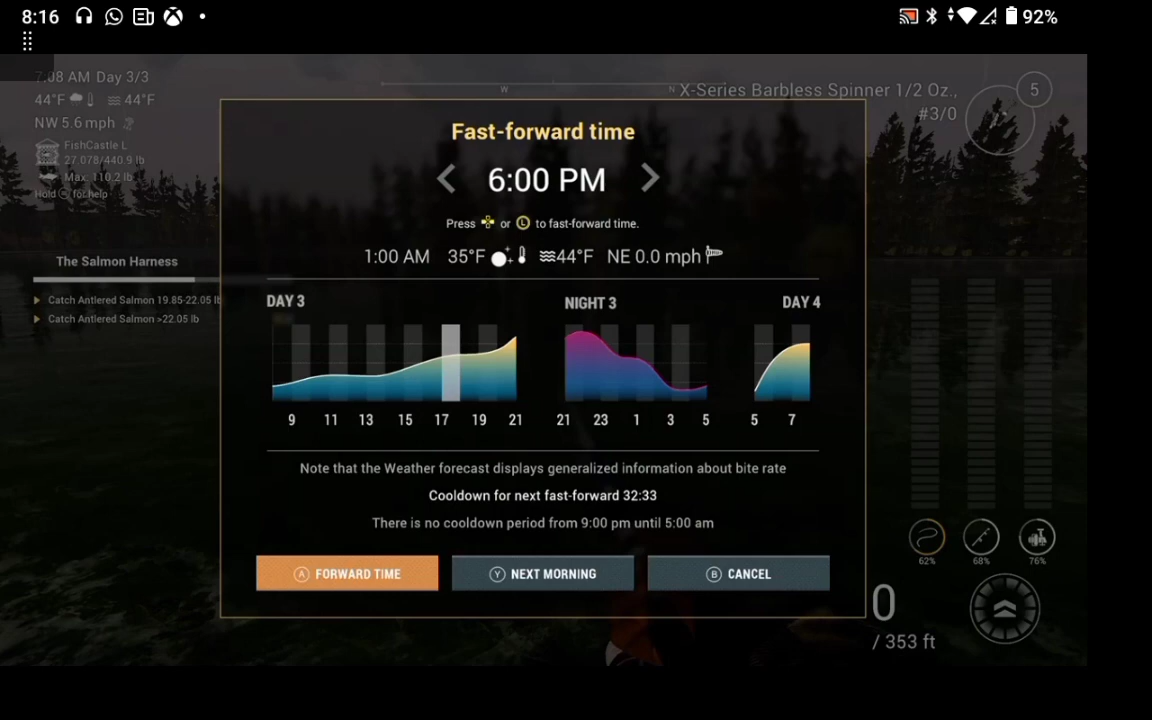 8:16 92%
7:08 AM Day 3/3
44°F 44°F
NW 5.6 mph
FishCastle L
27.078/440.9 lb
Max: 110.2 lb
Hold for help
W N
X-Series Barbless Spinner 1/2 Oz.,
#3/0
5
The Salmon Harness
Catch Antlered Salmon 19.85-22.05 lb
Catch Antlered Salmon >22.05 lb
Fast-forward time
6:00 PM
Press or L to fast-forward time.
1:00 AM 35°F 44°F NE 0.0 mph
DAY 3 NIGHT 3 DAY 4
9 11 13 15 17 19 21 21 23 1 3 5 5 7
Note that the Weather forecast displays generalized information about bite rate
Cooldown for next fast-forward 32:33
There is no cooldown period from 9:00 pm until 5:00 am
A FORWARD TIME Y NEXT MORNING B CANCEL
62% 68% 76%
0
/ 353 ft